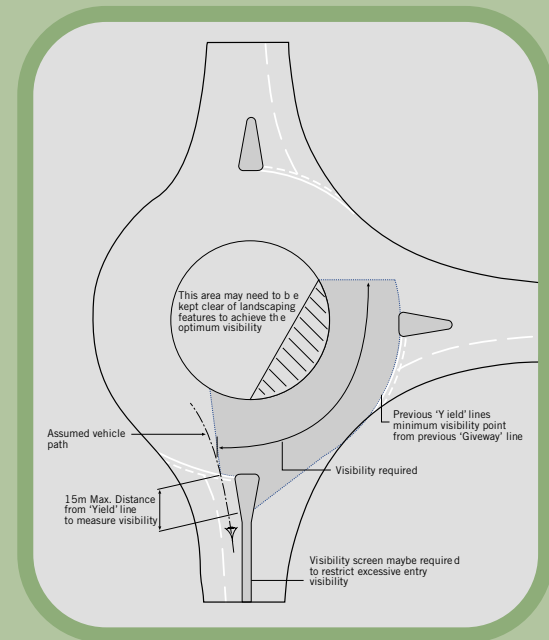 This area may need to b e
kept clear of landscaping
features to achieve the
optimum visibility
Previous ‘Y ield’ lines
minimum visibility point
from previous ‘Giveway’ line
Assumed vehicle
path
Visibility required
15m Max. Distance
from ‘Yield’ line
to measure visibility
Visibility screen maybe required
to restrict excessive entry
visibility